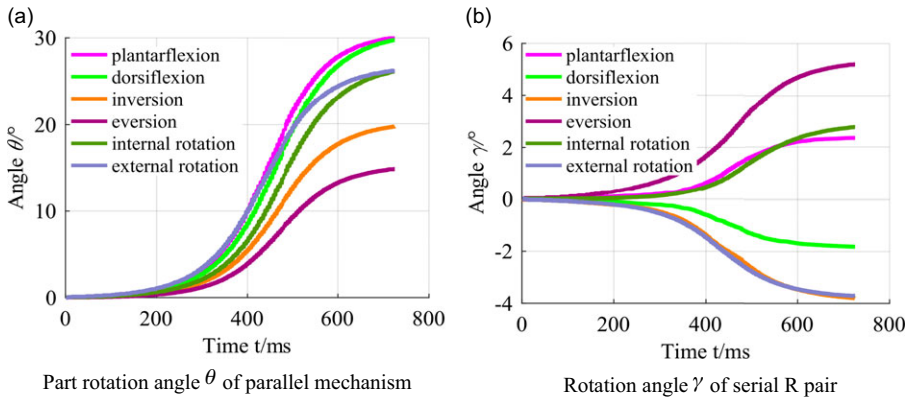 (a)
30
20
10
0
Angle θ/°
plantarflexion
dorsiflexion
inversion
eversion
internal rotation
external rotation
0 200 400 600 800
Time t/ms
Part rotation angle θ of parallel mechanism
(b)
6
4
2
0
-2
-4
Angle γ/°
plantarflexion
dorsiflexion
inversion
eversion
internal rotation
external rotation
0 200 400 600 800
Time t/ms
Rotation angle γ of serial R pair